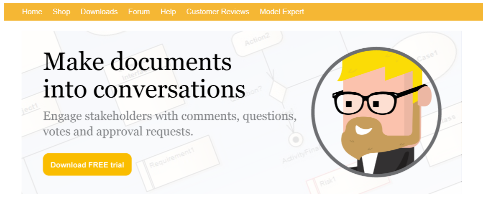 Home Shop Downloads Forum Help Customer Reviews Model Expert
Make documents
into conversations
Engage stakeholders with comments, questions,
votes and approval requests.
Download FREE trial